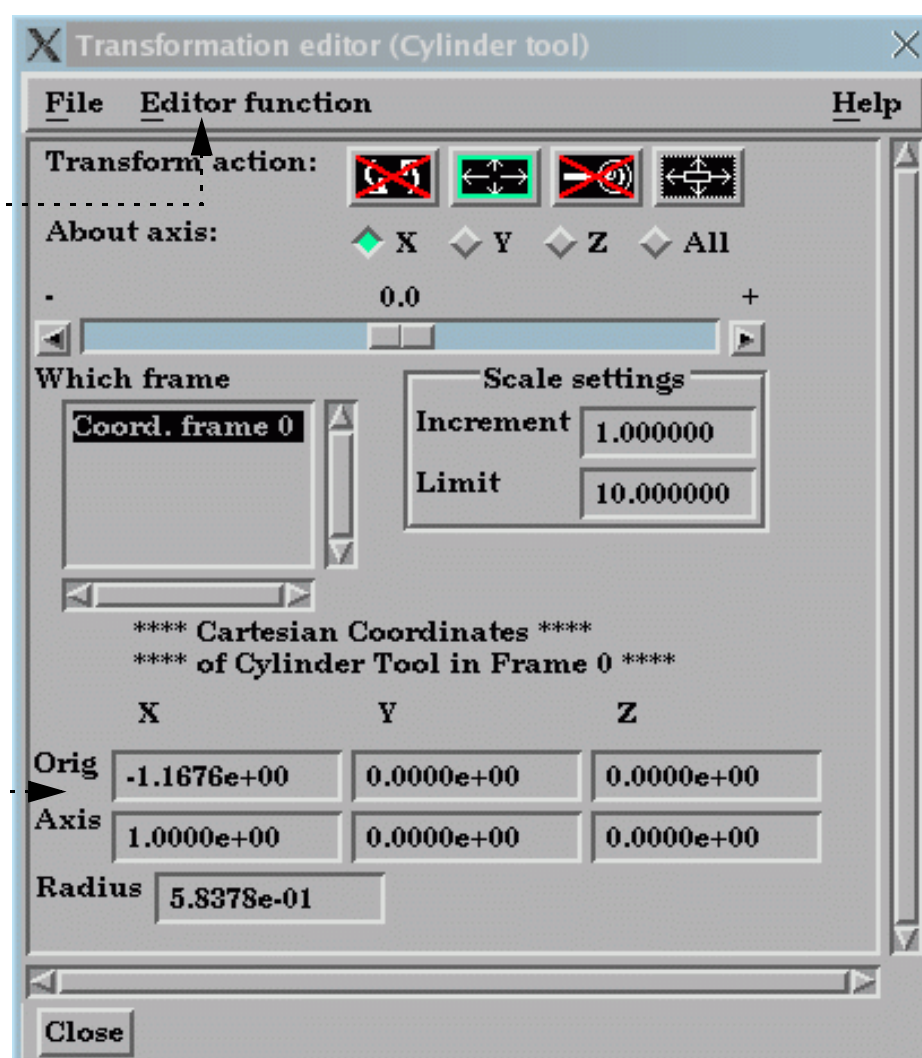 Transformation editor (Cylinder tool)
File Editor function Help
Transform action:
About axis: X Y Z All
- 0.0 +
Which frame
Coord. frame 0
Scale settings
Increment 1.000000
Limit 10.000000
**** Cartesian Coordinates ****
**** of Cylinder Tool in Frame 0 ****
X Y Z
Orig -1.1676e+00 0.0000e+00 0.0000e+00
Axis 1.0000e+00 0.0000e+00 0.0000e+00
Radius 5.8378e-01
Close